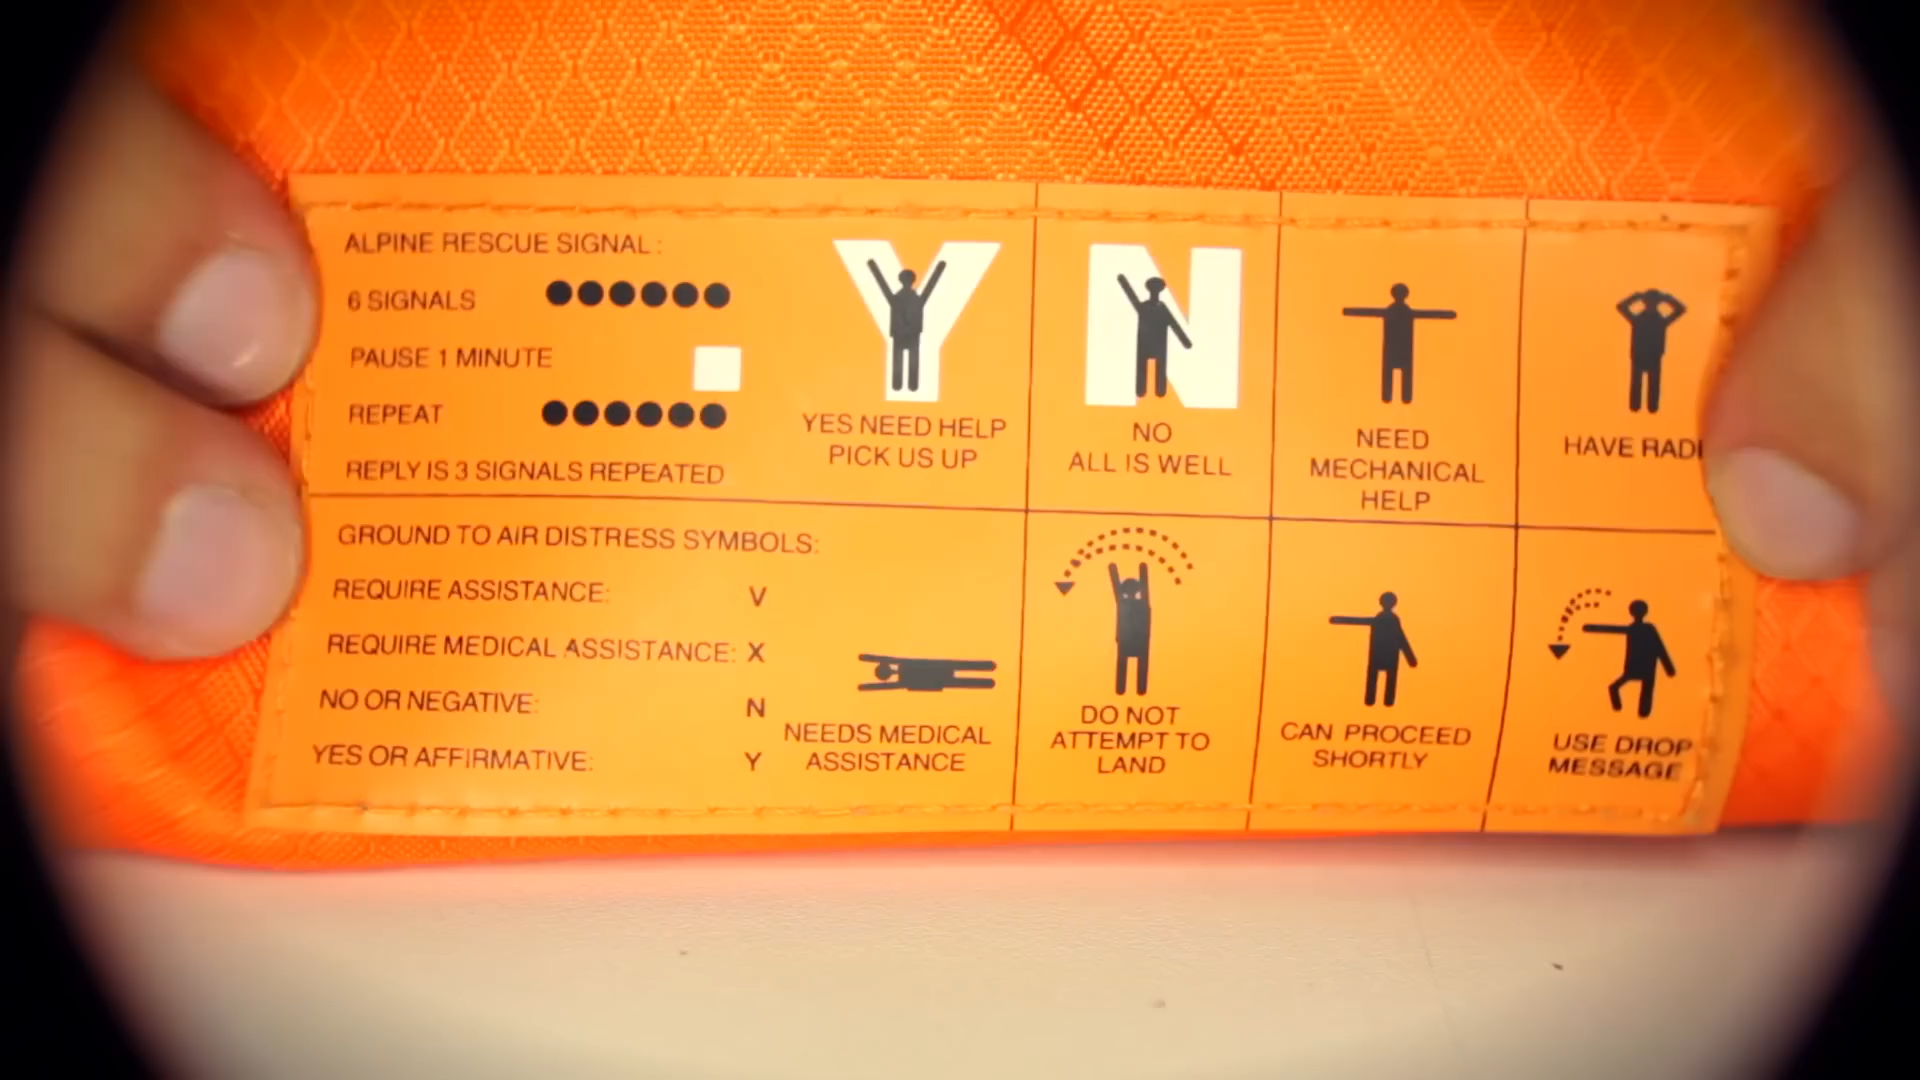 ALPINE RESCUE SIGNAL :
6 SIGNALS
PAUSE 1 MINUTE
REPEAT
REPLY IS 3 SIGNALS REPEATED
Y
YES NEED HELP
PICK US UP
N
NO
ALL IS WELL
NEED
MECHANICAL
HELP
HAVE RADI
GROUND TO AIR DISTRESS SYMBOLS:
REQUIRE ASSISTANCE: V
REQUIRE MEDICAL ASSISTANCE: X
NO OR NEGATIVE: N
YES OR AFFIRMATIVE: Y
NEEDS MEDICAL
ASSISTANCE
DO NOT
ATTEMPT TO
LAND
CAN PROCEED
SHORTLY
USE DROP
MESSAGE